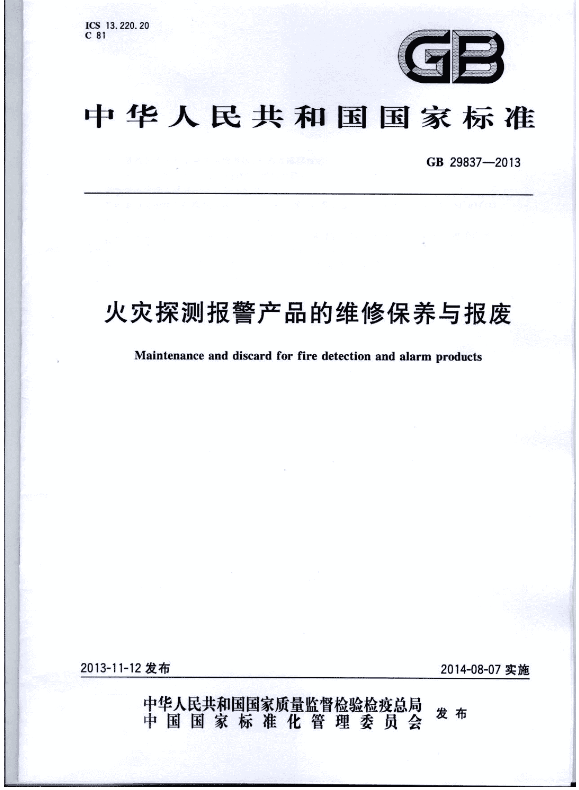 ICS 13.220.20
C 81
GB
中华人民共和国国家标准
GB 29837—2013
火灾探测报警产品的维修保养与报废
Maintenance and discard for fire detection and alarm products
2013-11-12 发布
2014-08-07 实施
中华人民共和国国家质量监督检验检疫总局
中国国家标准化管理委员会
发布